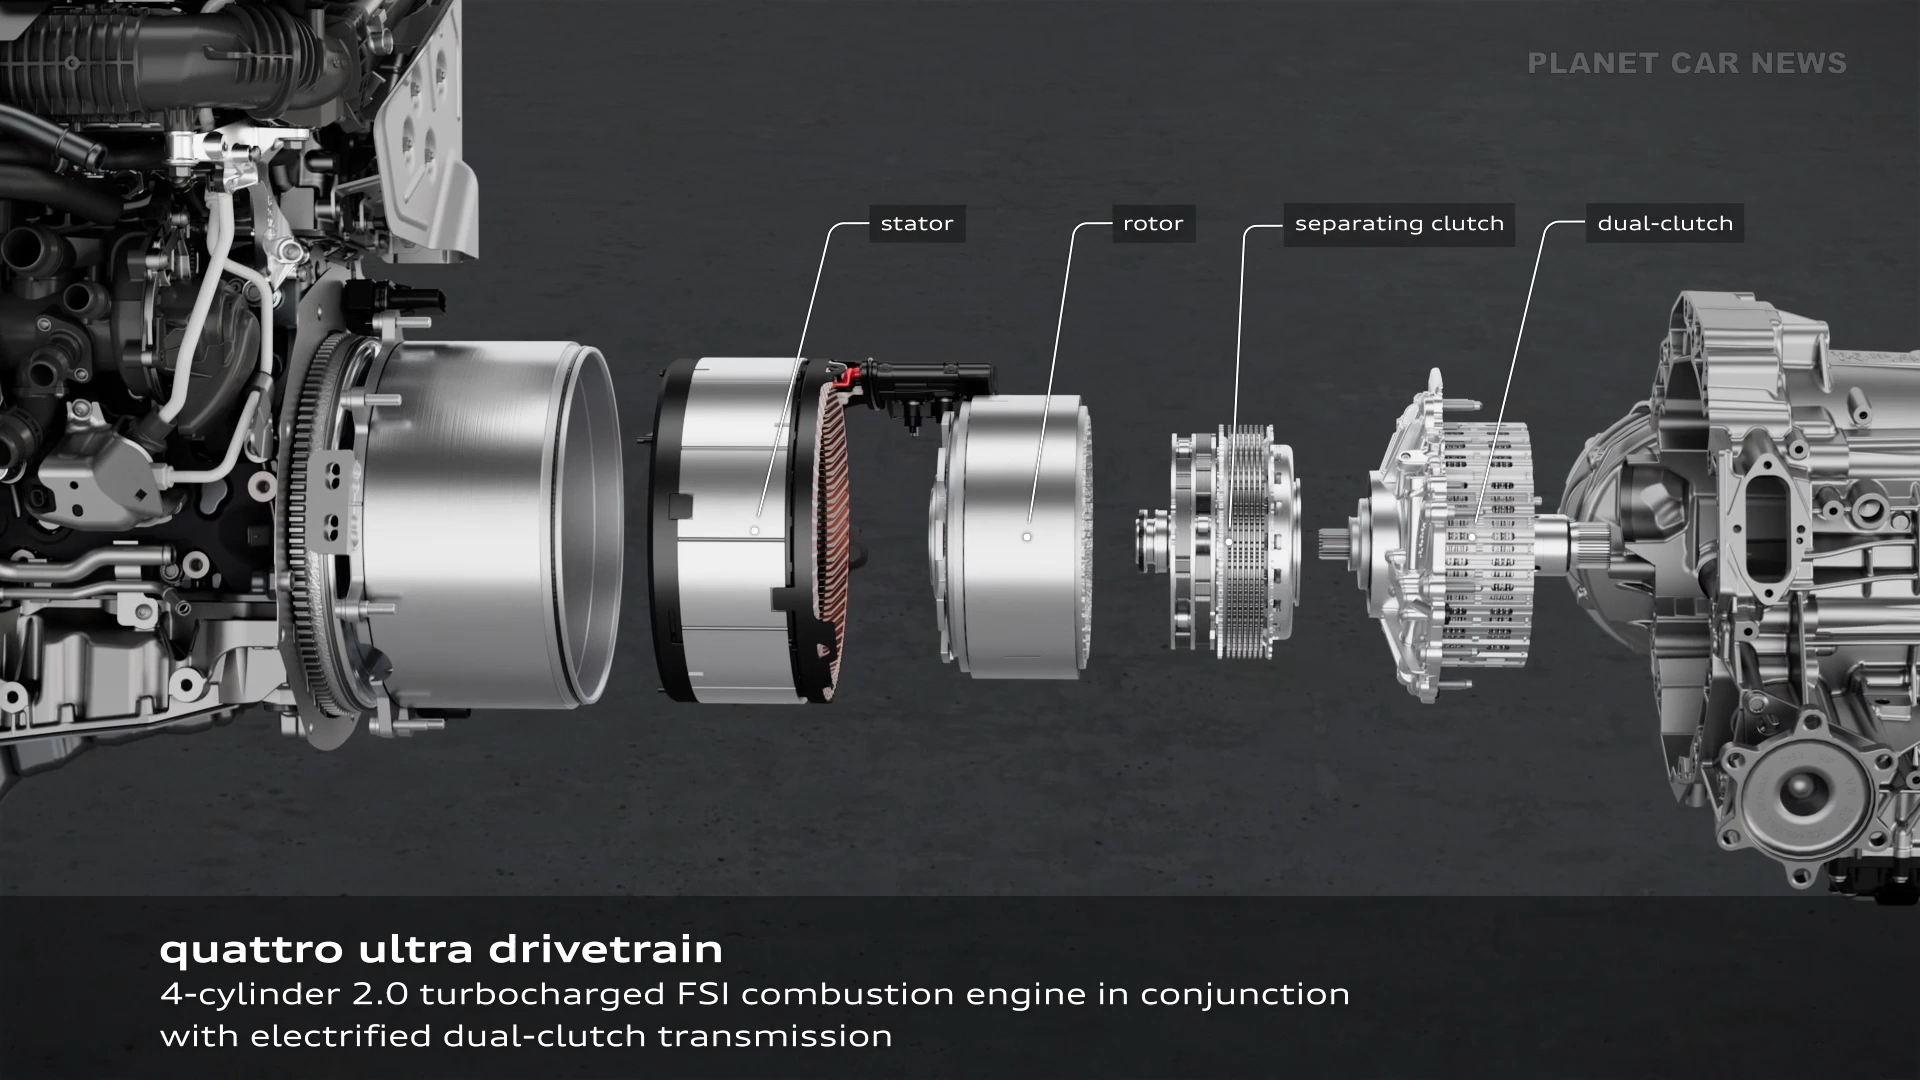 PLANET CAR NEWS
stator
rotor
separating clutch
dual-clutch
quattro ultra drivetrain
4-cylinder 2.0 turbocharged FSI combustion engine in conjunction
with electrified dual-clutch transmission